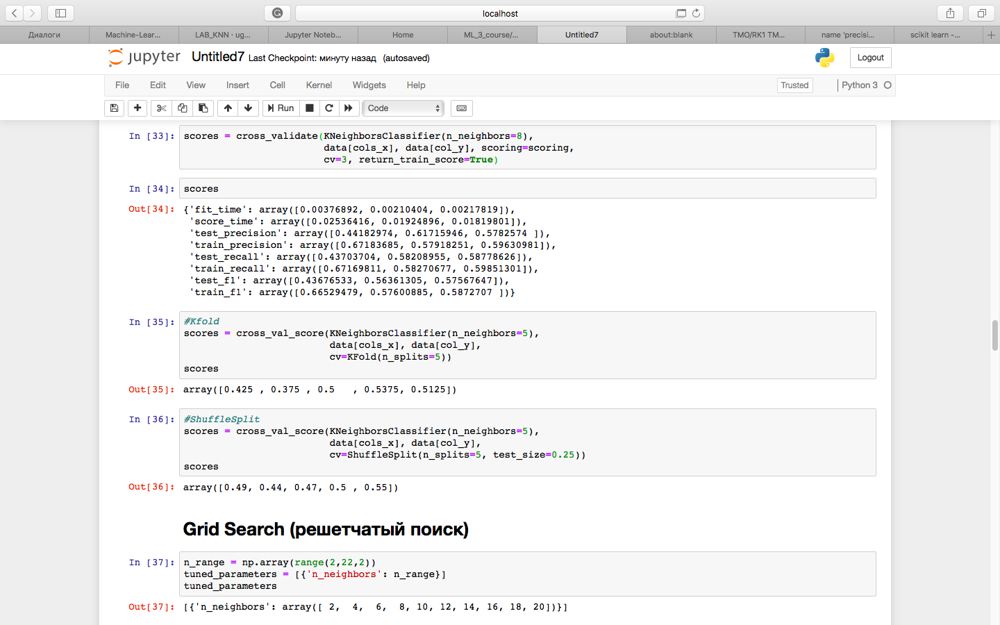 localhost
Диалоги
Machine-Lear...
LAB_KNN · ug...
Jupyter Noteb...
Home
ML_3_course/...
Untitled7
about:blank
TMO/RK1 TM...
name 'precisi...
scikit learn -...
jupyter Untitled7 Last Checkpoint: минуту назад (autosaved)
Logout
File Edit View Insert Cell Kernel Widgets Help
Trusted
Python 3
Run
Code
In [33]: scores = cross_validate(KNeighborsClassifier(n_neighbors=8),
data[cols_x], data[col_y], scoring=scoring,
cv=3, return_train_score=True)
In [34]: scores
Out[34]: {'fit_time': array([0.00376892, 0.00210404, 0.00217819]),
'score_time': array([0.02536416, 0.01924896, 0.01819801]),
'test_precision': array([0.44182974, 0.61715946, 0.5782574 ]),
'train_precision': array([0.67183685, 0.57918251, 0.59630981]),
'test_recall': array([0.43703704, 0.58208955, 0.58778626]),
'train_recall': array([0.67169811, 0.58270677, 0.59851301]),
'test_f1': array([0.43676533, 0.56361305, 0.57567647]),
'train_f1': array([0.66529479, 0.57600885, 0.5872707 ])}
In [35]: #Kfold
scores = cross_val_score(KNeighborsClassifier(n_neighbors=5),
data[cols_x], data[col_y],
cv=KFold(n_splits=5))
scores
Out[35]: array([0.425 , 0.375 , 0.5   , 0.5375, 0.5125])
In [36]: #ShuffleSplit
scores = cross_val_score(KNeighborsClassifier(n_neighbors=5),
data[cols_x], data[col_y],
cv=ShuffleSplit(n_splits=5, test_size=0.25))
scores
Out[36]: array([0.49, 0.44, 0.47, 0.5 , 0.55])
Grid Search (решетчатый поиск)
In [37]: n_range = np.array(range(2,22,2))
tuned_parameters = [{'n_neighbors': n_range}]
tuned_parameters
Out[37]: [{'n_neighbors': array([ 2,  4,  6,  8, 10, 12, 14, 16, 18, 20])}]